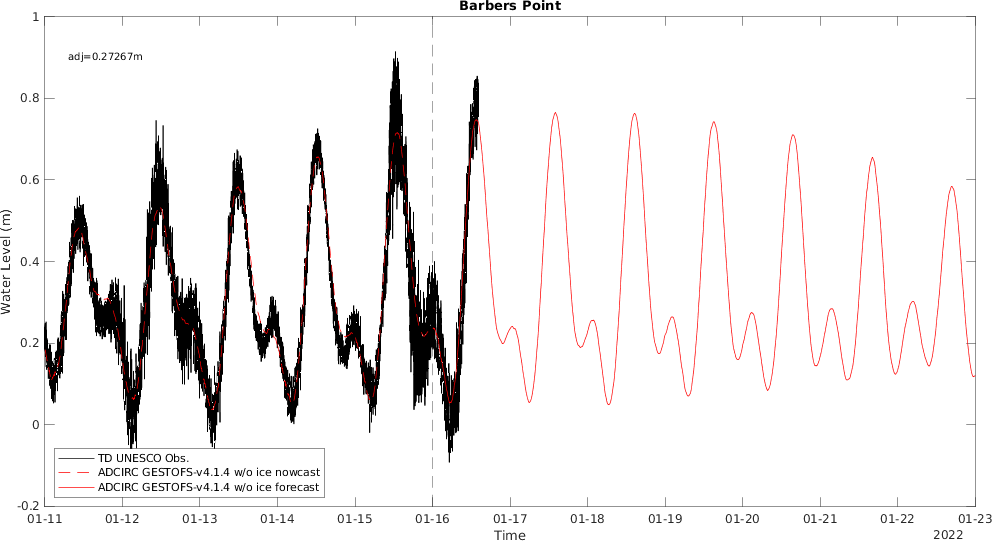 Barbers Point
adj=0.27267m
1
0.8
0.6
0.4
0.2
0
-0.2
Water Level (m)
TD UNESCO Obs.
ADCIRC GESTOFS-v4.1.4 w/o ice nowcast
ADCIRC GESTOFS-v4.1.4 w/o ice forecast
01-11 01-12 01-13 01-14 01-15 01-16 01-17 01-18 01-19 01-20 01-21 01-22 01-23
Time
2022